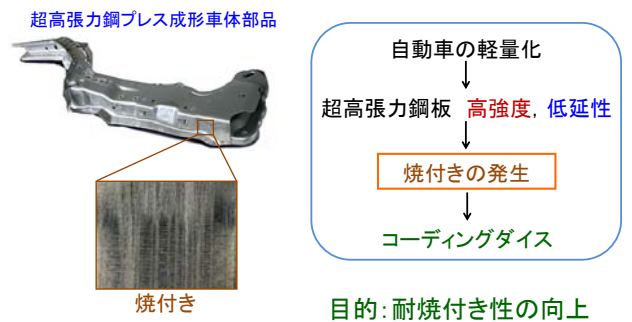 超高張力鋼プレス成形車体部品
焼付き
自動車の軽量化
超高張力鋼板 高強度, 低延性
焼付きの発生
コーディングダイス
目的:耐焼付き性の向上